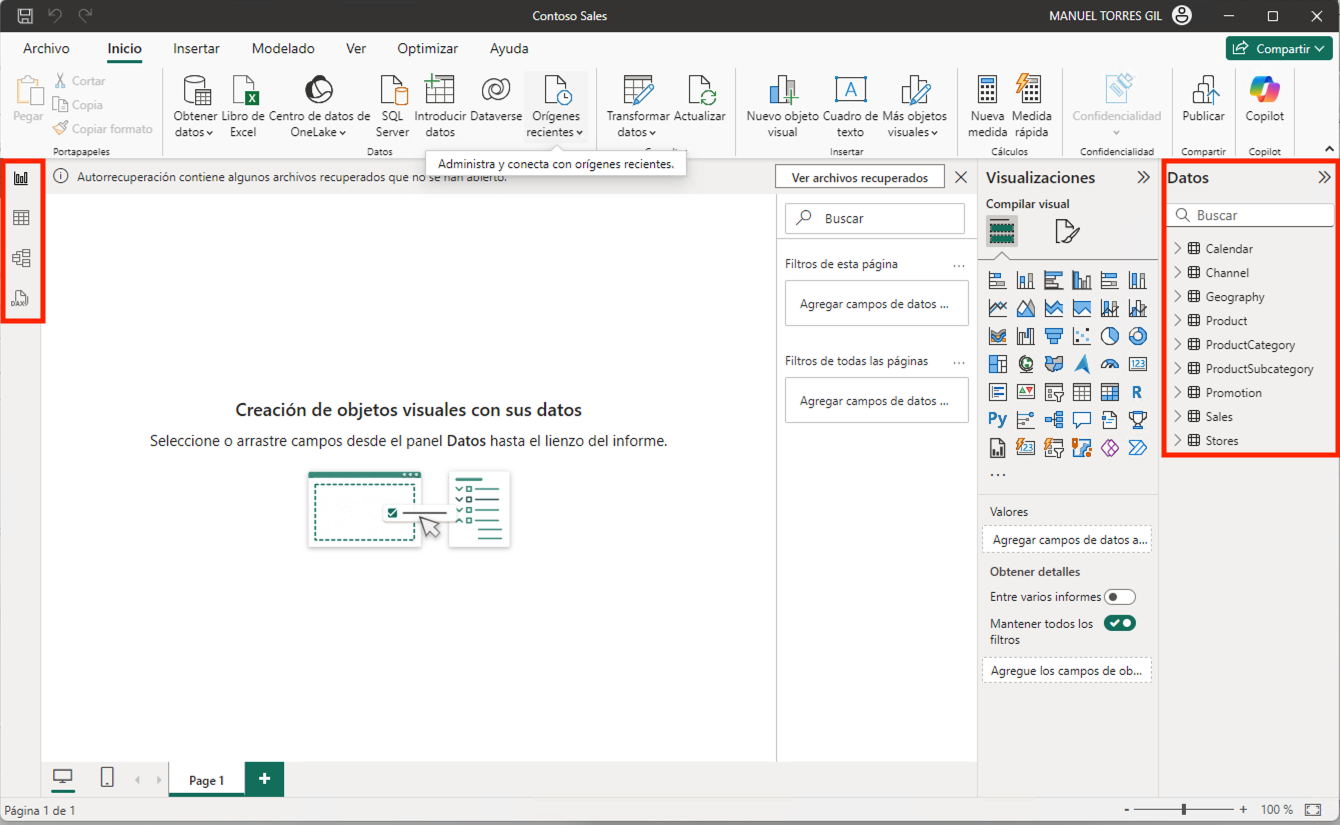 Contoso Sales
MANUEL TORRES GIL
Archivo
Inicio
Insertar
Modelado
Ver
Optimizar
Ayuda
Compartir
Pegar
Cortar
Copia
Copiar formato
Portapapeles
Obtener datos
Libro de Excel
Centro de datos de OneLake
SQL Server
Introducir datos
Dataverse
Orígenes recientes
Datos
Transformar datos
Actualizar
Nuevo objeto visual
Cuadro de texto
A
Más objetos visuales
Insertar
Nueva medida
Medida rápida
Cálculos
Confidencialidad
Confidencialidad
Publicar
Compartir
Copilot
Copilot
Administra y conecta con orígenes recientes.
Autorrecuperación contiene algunos archivos recuperados que no se han abierto.
Ver archivos recuperados
DAX
Creación de objetos visuales con sus datos
Seleccione o arrastre campos desde el panel Datos hasta el lienzo del informe.
Buscar
Filtros de esta página
...
Agregar campos de datos ...
Filtros de todas las páginas
...
Agregar campos de datos ...
Visualizaciones
Compilar visual
123
R
Py
123
...
Valores
Agregar campos de datos a...
Obtener detalles
Entre varios informes
Mantener todos los
filtros
Agregue los campos de ob...
Datos
Buscar
Calendar
Channel
Geography
Product
ProductCategory
ProductSubcategory
Promotion
Sales
Stores
Page 1
+
Página 1 de 1
- + 100 %